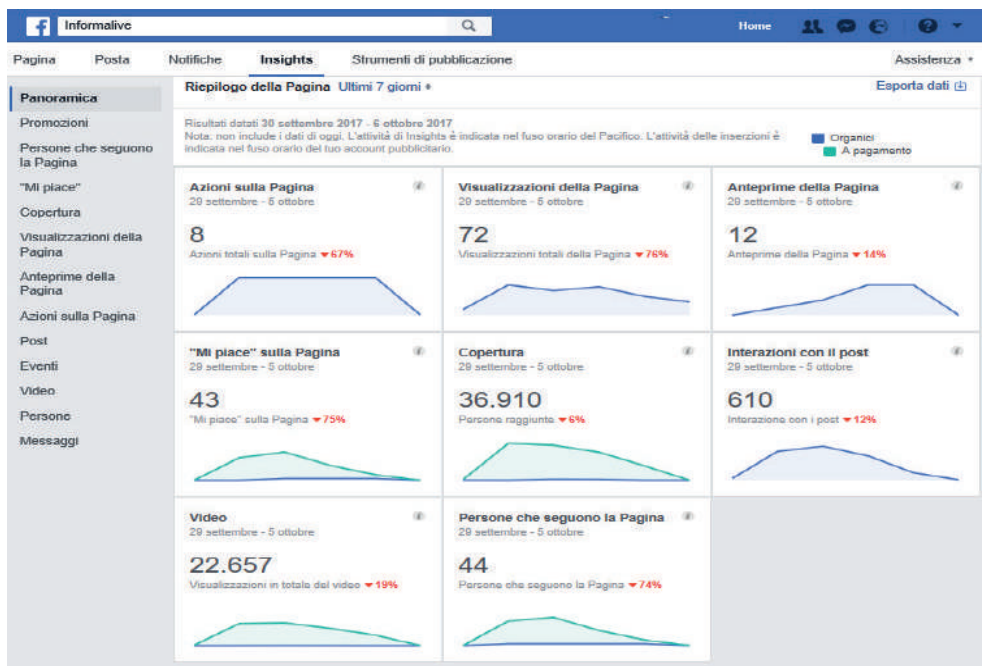 Informalive
Home
Pagina Posta Notifiche Insights Strumenti di pubblicazione Assistenza
Panoramica
Promozioni
Persone che seguono
la Pagina
"Mi piace"
Copertura
Visualizzazioni della
Pagina
Anteprime della
Pagina
Azioni sulla Pagina
Post
Eventi
Video
Persone
Messaggi
Riepilogo della Pagina Ultimi 7 giorni
Esporta dati
Risultati datati 30 settembre 2017 - 6 ottobre 2017
Nota: non include i dati di oggi. L'attività di Insights è indicata nel fuso orario del Pacifico. L'attività delle inserzioni è
indicata nel fuso orario del tuo account pubblicitario.
Organici
A pagamento
Azioni sulla Pagina
29 settembre - 5 ottobre
8
Azioni totali sulla Pagina ▼67%
Visualizzazioni della Pagina
29 settembre - 5 ottobre
72
Visualizzazioni totali della Pagina ▼76%
Anteprime della Pagina
29 settembre - 5 ottobre
12
Anteprime della Pagina ▼14%
"Mi piace" sulla Pagina
29 settembre - 5 ottobre
43
"Mi piace" sulla Pagina ▼75%
Copertura
29 settembre - 5 ottobre
36.910
Persone raggiunte ▼6%
Interazioni con il post
29 settembre - 5 ottobre
610
Interazione con i post ▼12%
Video
29 settembre - 5 ottobre
22.657
Visualizzazioni in totale del video ▼19%
Persone che seguono la Pagina
29 settembre - 5 ottobre
44
Persone che seguono la Pagina ▼74%